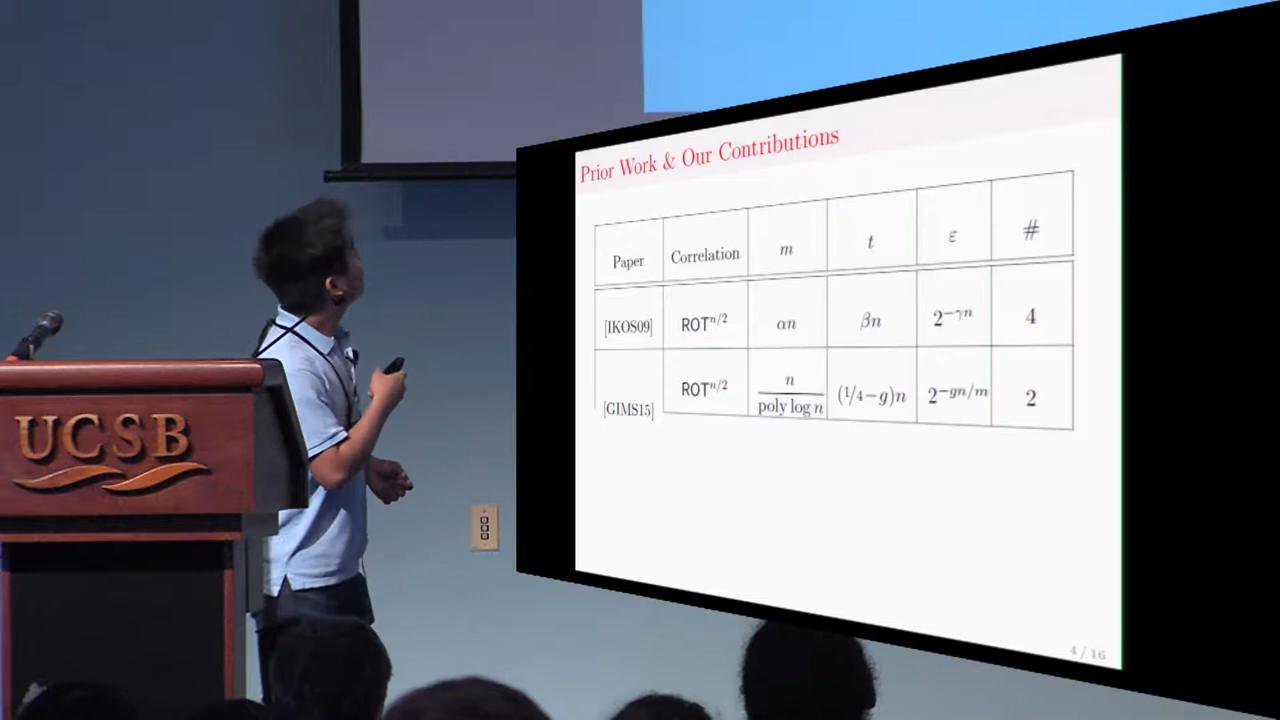 UCSB
Prior Work & Our Contributions
Paper Correlation m t ε #
[IKOS09] ROT^{n/2} αn βn 2^{−γn} 4
[GIMS15] ROT^{n/2} n/poly log n (1/4−g)n 2^{−gn/m} 2
4 / 16